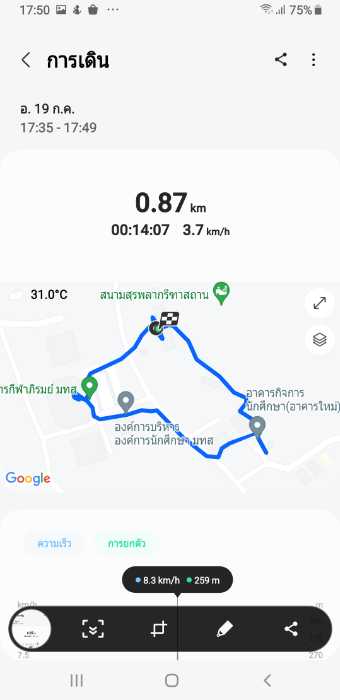 17:50
75%
การเดิน
อ. 19 ก.ค.
17:35 - 17:49
0.87 km
00:14:07 3.7 km/h
31.0°C
สนามสุรพลากรีฑาสถาน
ารกีฬาภิรมย์ มทส.
อาคารกิจการ
นักศึกษา(อาคารใหม่)
องค์การบริหาร
องค์การนักศึกษา มทส
Google
ความเร็ว
การยกตัว
8.3 km/h 259 m
km/h
m
7.5
270